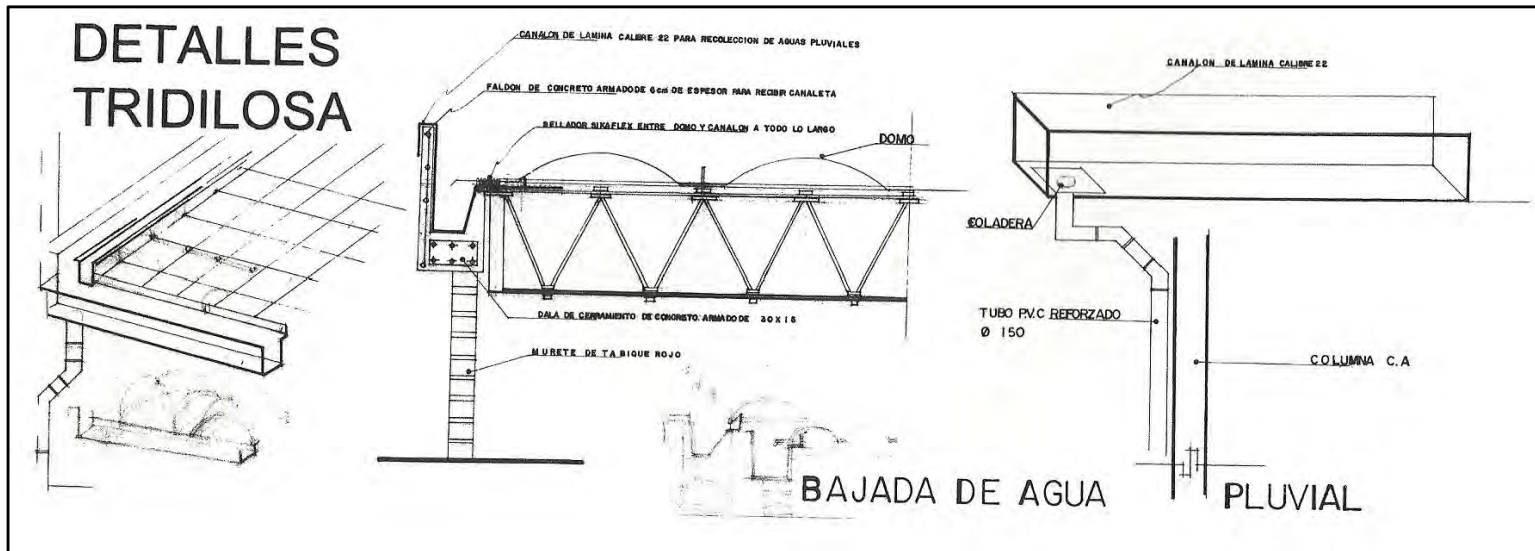 DETALLES
TRIDILOSA
CANALON DE LAMINA CALIBRE 22 PARA RECOLECCION DE AGUAS PLUVIALES
FALDON DE CONCRETO ARMADO DE 6cm DE ESPESOR PARA RECIBIR CANALETA
SELLADOR SIKAFLEX ENTRE DOMO Y CANALON A TODO LO LARGO
DOMO
DALA DE CERRAMIENTO DE CONCRETO ARMADO DE 20 X 15
MURETE DE TABIQUE ROJO
CANALON DE LAMINA CALIBRE 22
COLADERA
TUBO P.V.C REFORZADO
Ø 150
COLUMNA C.A
BAJADA DE AGUA PLUVIAL